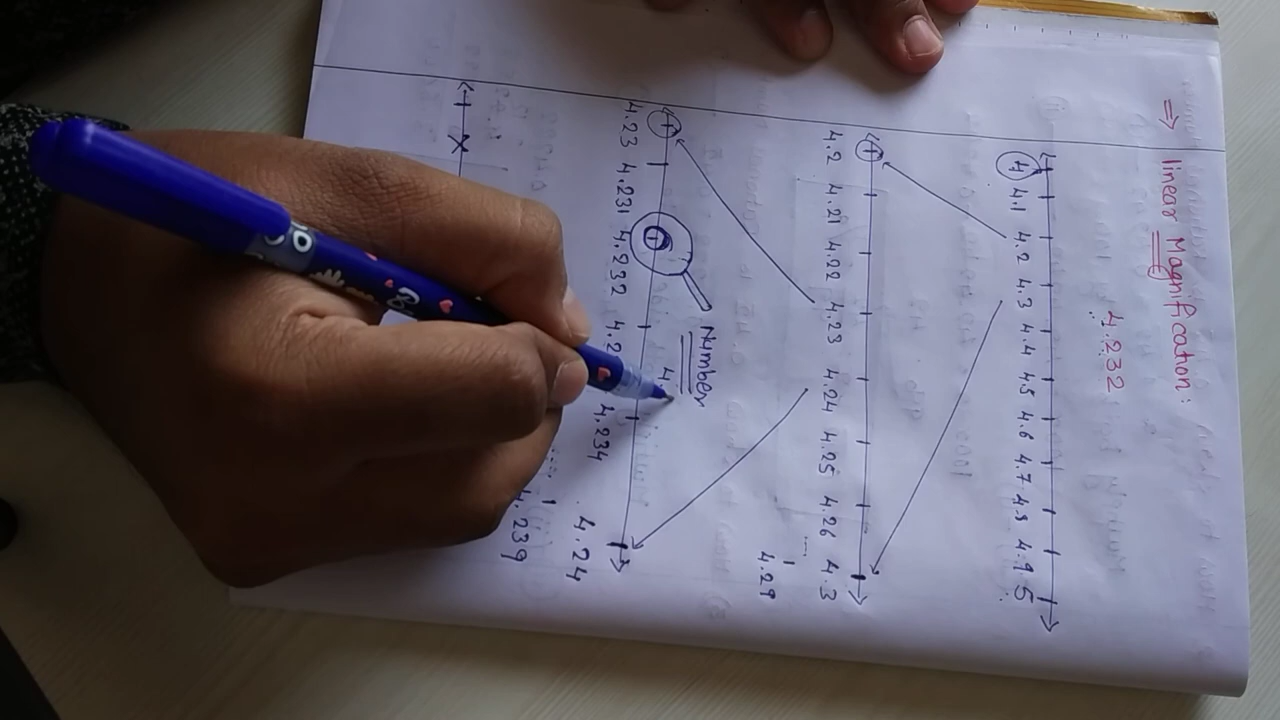 ⇒ linear Magnification:
4.232
4 4.1 4.2 4.3 4.4 4.5 4.6 4.7 4.8 4.9 5
4.2 4.21 4.22 4.23 4.24 4.25 4.26 4.3
4.29
Number
4.
4.23 4.231 4.232 4.2 4.234 4.24
4.239